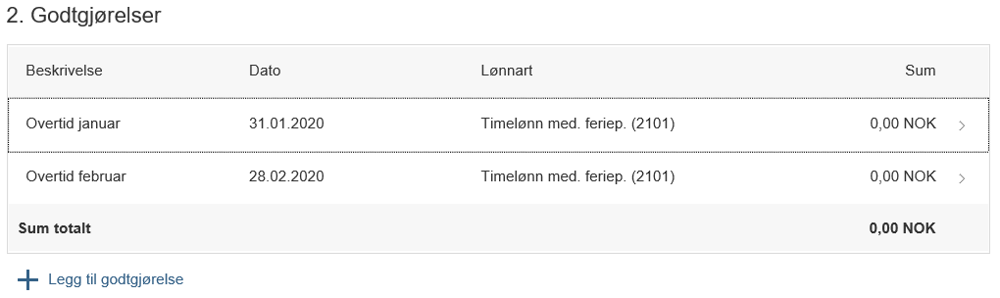 2. Godtgjørelser
Beskrivelse Dato Lønnart Sum
Overtid januar 31.01.2020 Timelønn med. feriep. (2101) 0,00 NOK
Overtid februar 28.02.2020 Timelønn med. feriep. (2101) 0,00 NOK
Sum totalt 0,00 NOK
Legg til godtgjørelse